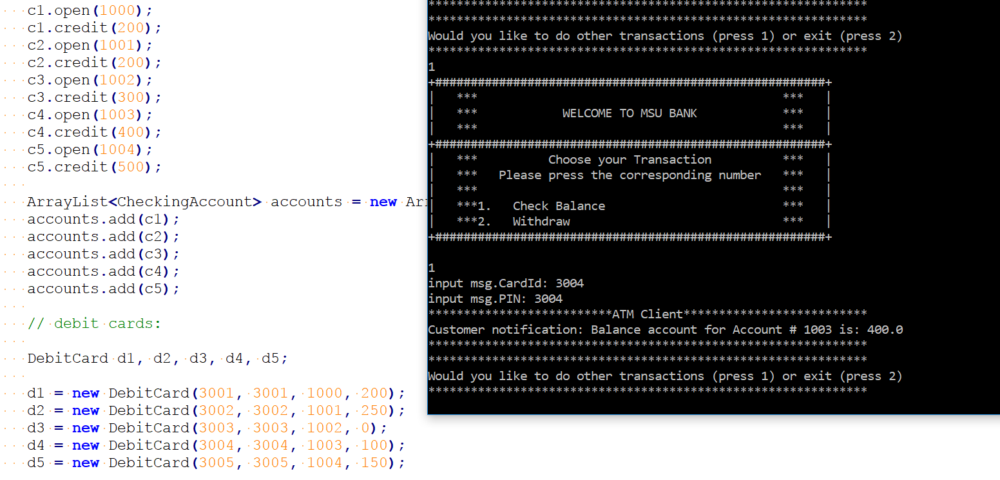 c1.open(1000);
c1.credit(200);
c2.open(1001);
c2.credit(200);
c3.open(1002);
c3.credit(300);
c4.open(1003);
c4.credit(400);
c5.open(1004);
c5.credit(500);
ArrayList<CheckingAccount> accounts = new Arr
accounts.add(c1);
accounts.add(c2);
accounts.add(c3);
accounts.add(c4);
accounts.add(c5);
// debit cards:
DebitCard d1, d2, d3, d4, d5;
d1 = new DebitCard(3001, 3001, 1000, 200);
d2 = new DebitCard(3002, 3002, 1001, 250);
d3 = new DebitCard(3003, 3003, 1002, 0);
d4 = new DebitCard(3004, 3004, 1003, 100);
d5 = new DebitCard(3005, 3005, 1004, 150);
**************************************************************
**************************************************************
Would you like to do other transactions (press 1) or exit (press 2)
**************************************************************
1
+#######################################################+
|   ***                                           ***   |
|   ***            WELCOME TO MSU BANK            ***   |
|   ***                                           ***   |
+#######################################################+
|   ***          Choose your Transaction          ***   |
|   ***   Please press the corresponding number   ***   |
|   ***                                           ***   |
|   ***1.   Check Balance                         ***   |
|   ***2.   Withdraw                              ***   |
+#######################################################+
1
input msg.CardId: 3004
input msg.PIN: 3004
**************************ATM Client**************************
Customer notification: Balance account for Account # 1003 is: 400.0
**************************************************************
**************************************************************
Would you like to do other transactions (press 1) or exit (press 2)
**************************************************************